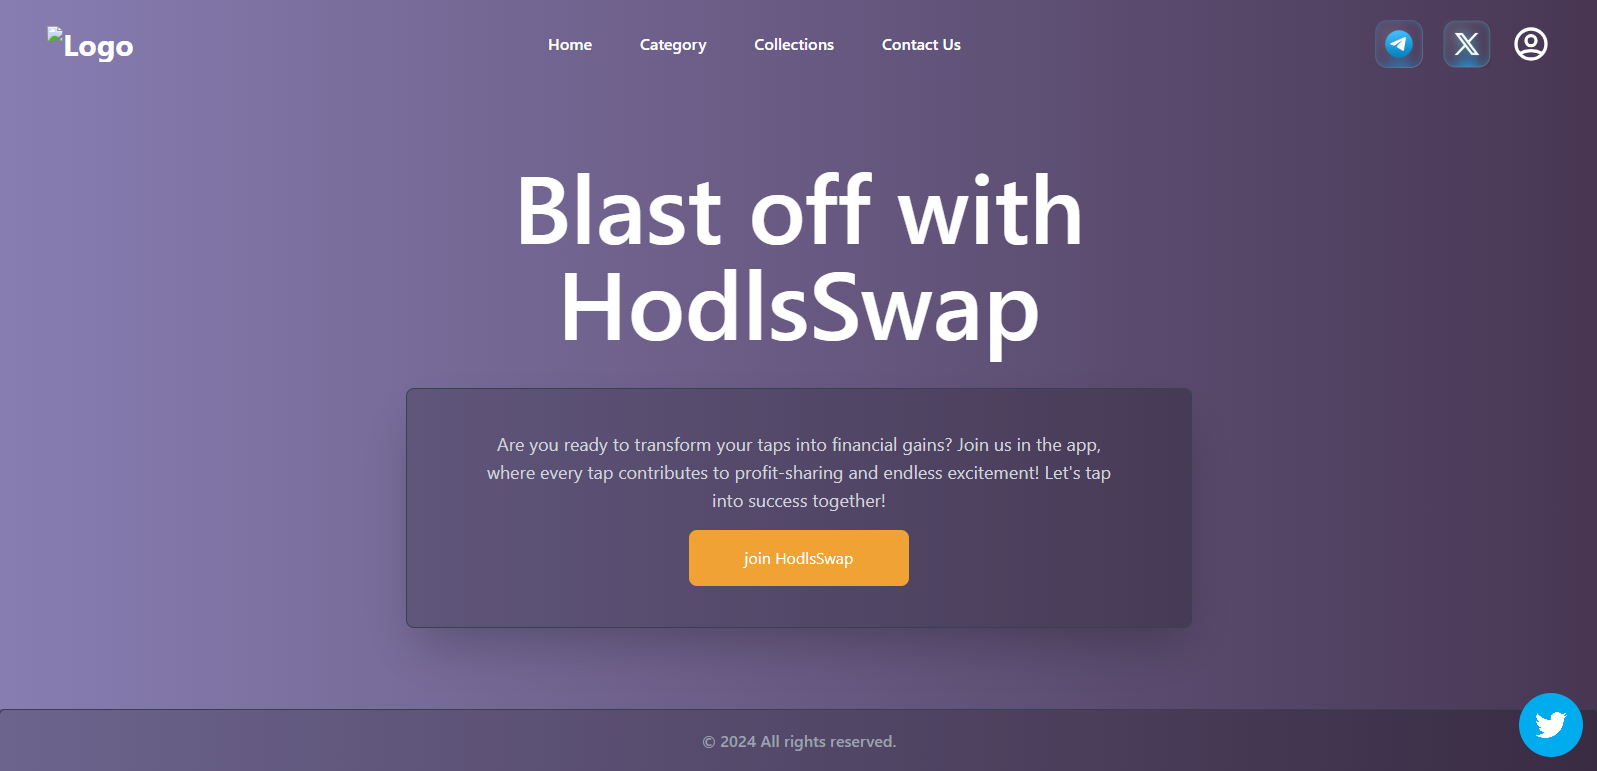 Logo
Home Category Collections Contact Us
Blast off with
HodlsSwap
Are you ready to transform your taps into financial gains? Join us in the app,
where every tap contributes to profit-sharing and endless excitement! Let's tap
into success together!
join HodlsSwap
© 2024 All rights reserved.